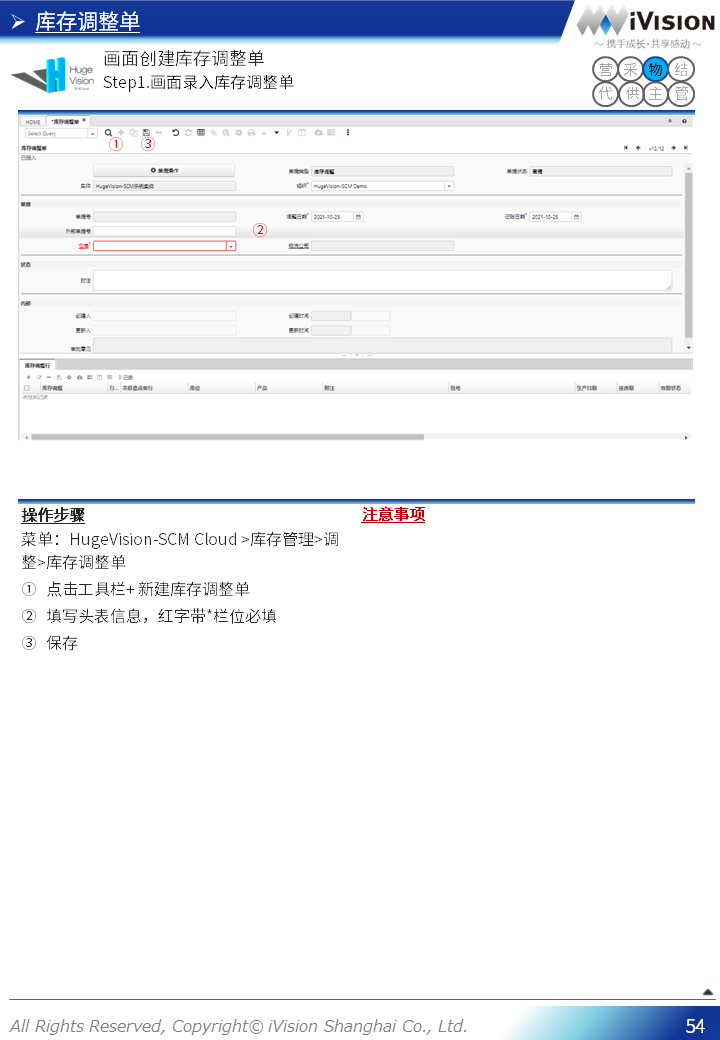 库存调整单
iVision
～ 携手成长·共享感动 ～
Huge
Vision
画面创建库存调整单
Step1.画面录入库存调整单
营 采 物 结
代 供 主 管
HOME *库存调整单
Select Query
① ③
库存调整单
+*2/12
已插入
单据操作 单据类型 库存调整 单据状态 草稿
实体 HugeVision-SCM示例实体 组织* HugeVision-SCM Demo
单据
单据号 调整日期* 2021-10-25 记账日期* 2021-10-25
外部单据号 ②
仓库* 物流公司
状态
附注
内部
创建人 创建时间
更新人 更新时间
审批意见
库存调整行
0 记录
库存调整 行... 关联盘点单行 库位 产品 附注 批号 生产日期 音效期 效期状态
操作步骤
注意事项
菜单：HugeVision-SCM Cloud >库存管理>调
整>库存调整单
① 点击工具栏+ 新建库存调整单
② 填写头表信息，红字带*栏位必填
③ 保存
All Rights Reserved, Copyright© iVision Shanghai Co., Ltd.
54